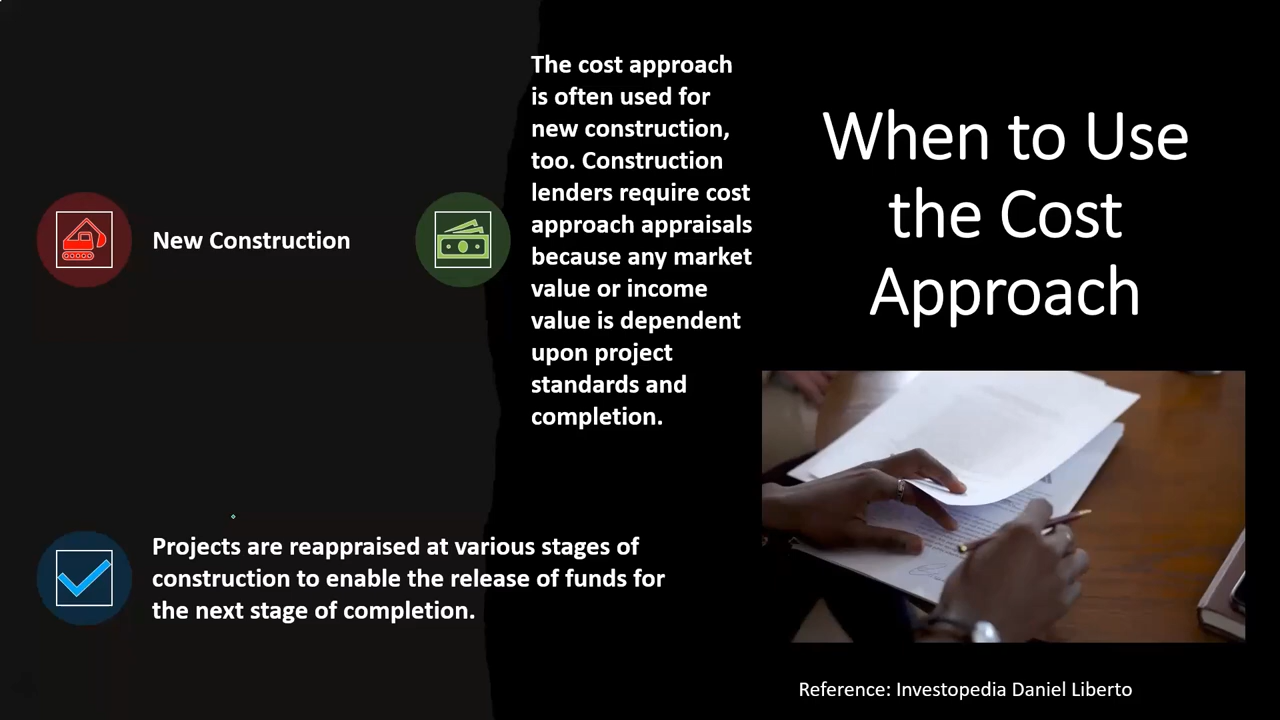 When to Use
the Cost
Approach
New Construction
The cost approach
is often used for
new construction,
too. Construction
lenders require cost
approach appraisals
because any market
value or income
value is dependent
upon project
standards and
completion.
Projects are reappraised at various stages of
construction to enable the release of funds for
the next stage of completion.
Reference: Investopedia Daniel Liberto